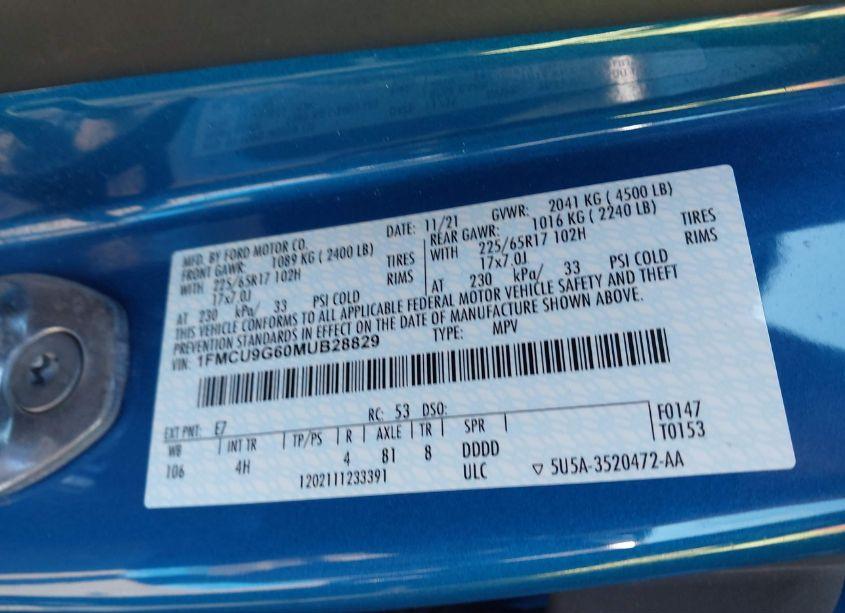 MFD. BY FORD MOTOR CO. DATE: 11/21 GVWR: 2041 KG ( 4500 LB)
FRONT GAWR: 1089 KG ( 2400 LB) REAR GAWR: 1016 KG ( 2240 LB)
WITH 225/65R17 102H TIRES WITH 225/65R17 102H TIRES
17x7.0J RIMS 17x7.0J RIMS
AT 230 kPa/ 33 PSI COLD AT 230 kPa/ 33 PSI COLD
THIS VEHICLE CONFORMS TO ALL APPLICABLE FEDERAL MOTOR VEHICLE SAFETY AND THEFT
PREVENTION STANDARDS IN EFFECT ON THE DATE OF MANUFACTURE SHOWN ABOVE.
VIN: 1FMCU9G60MUB28829 TYPE: MPV
EXT PNT: E7 RC: 53 DSO: F0147
WB INT TR TP/PS R AXLE TR SPR T0153
106 4H 4 81 8 DDDD
1202111233391 ULC ▽ 5U5A-3520472-AA